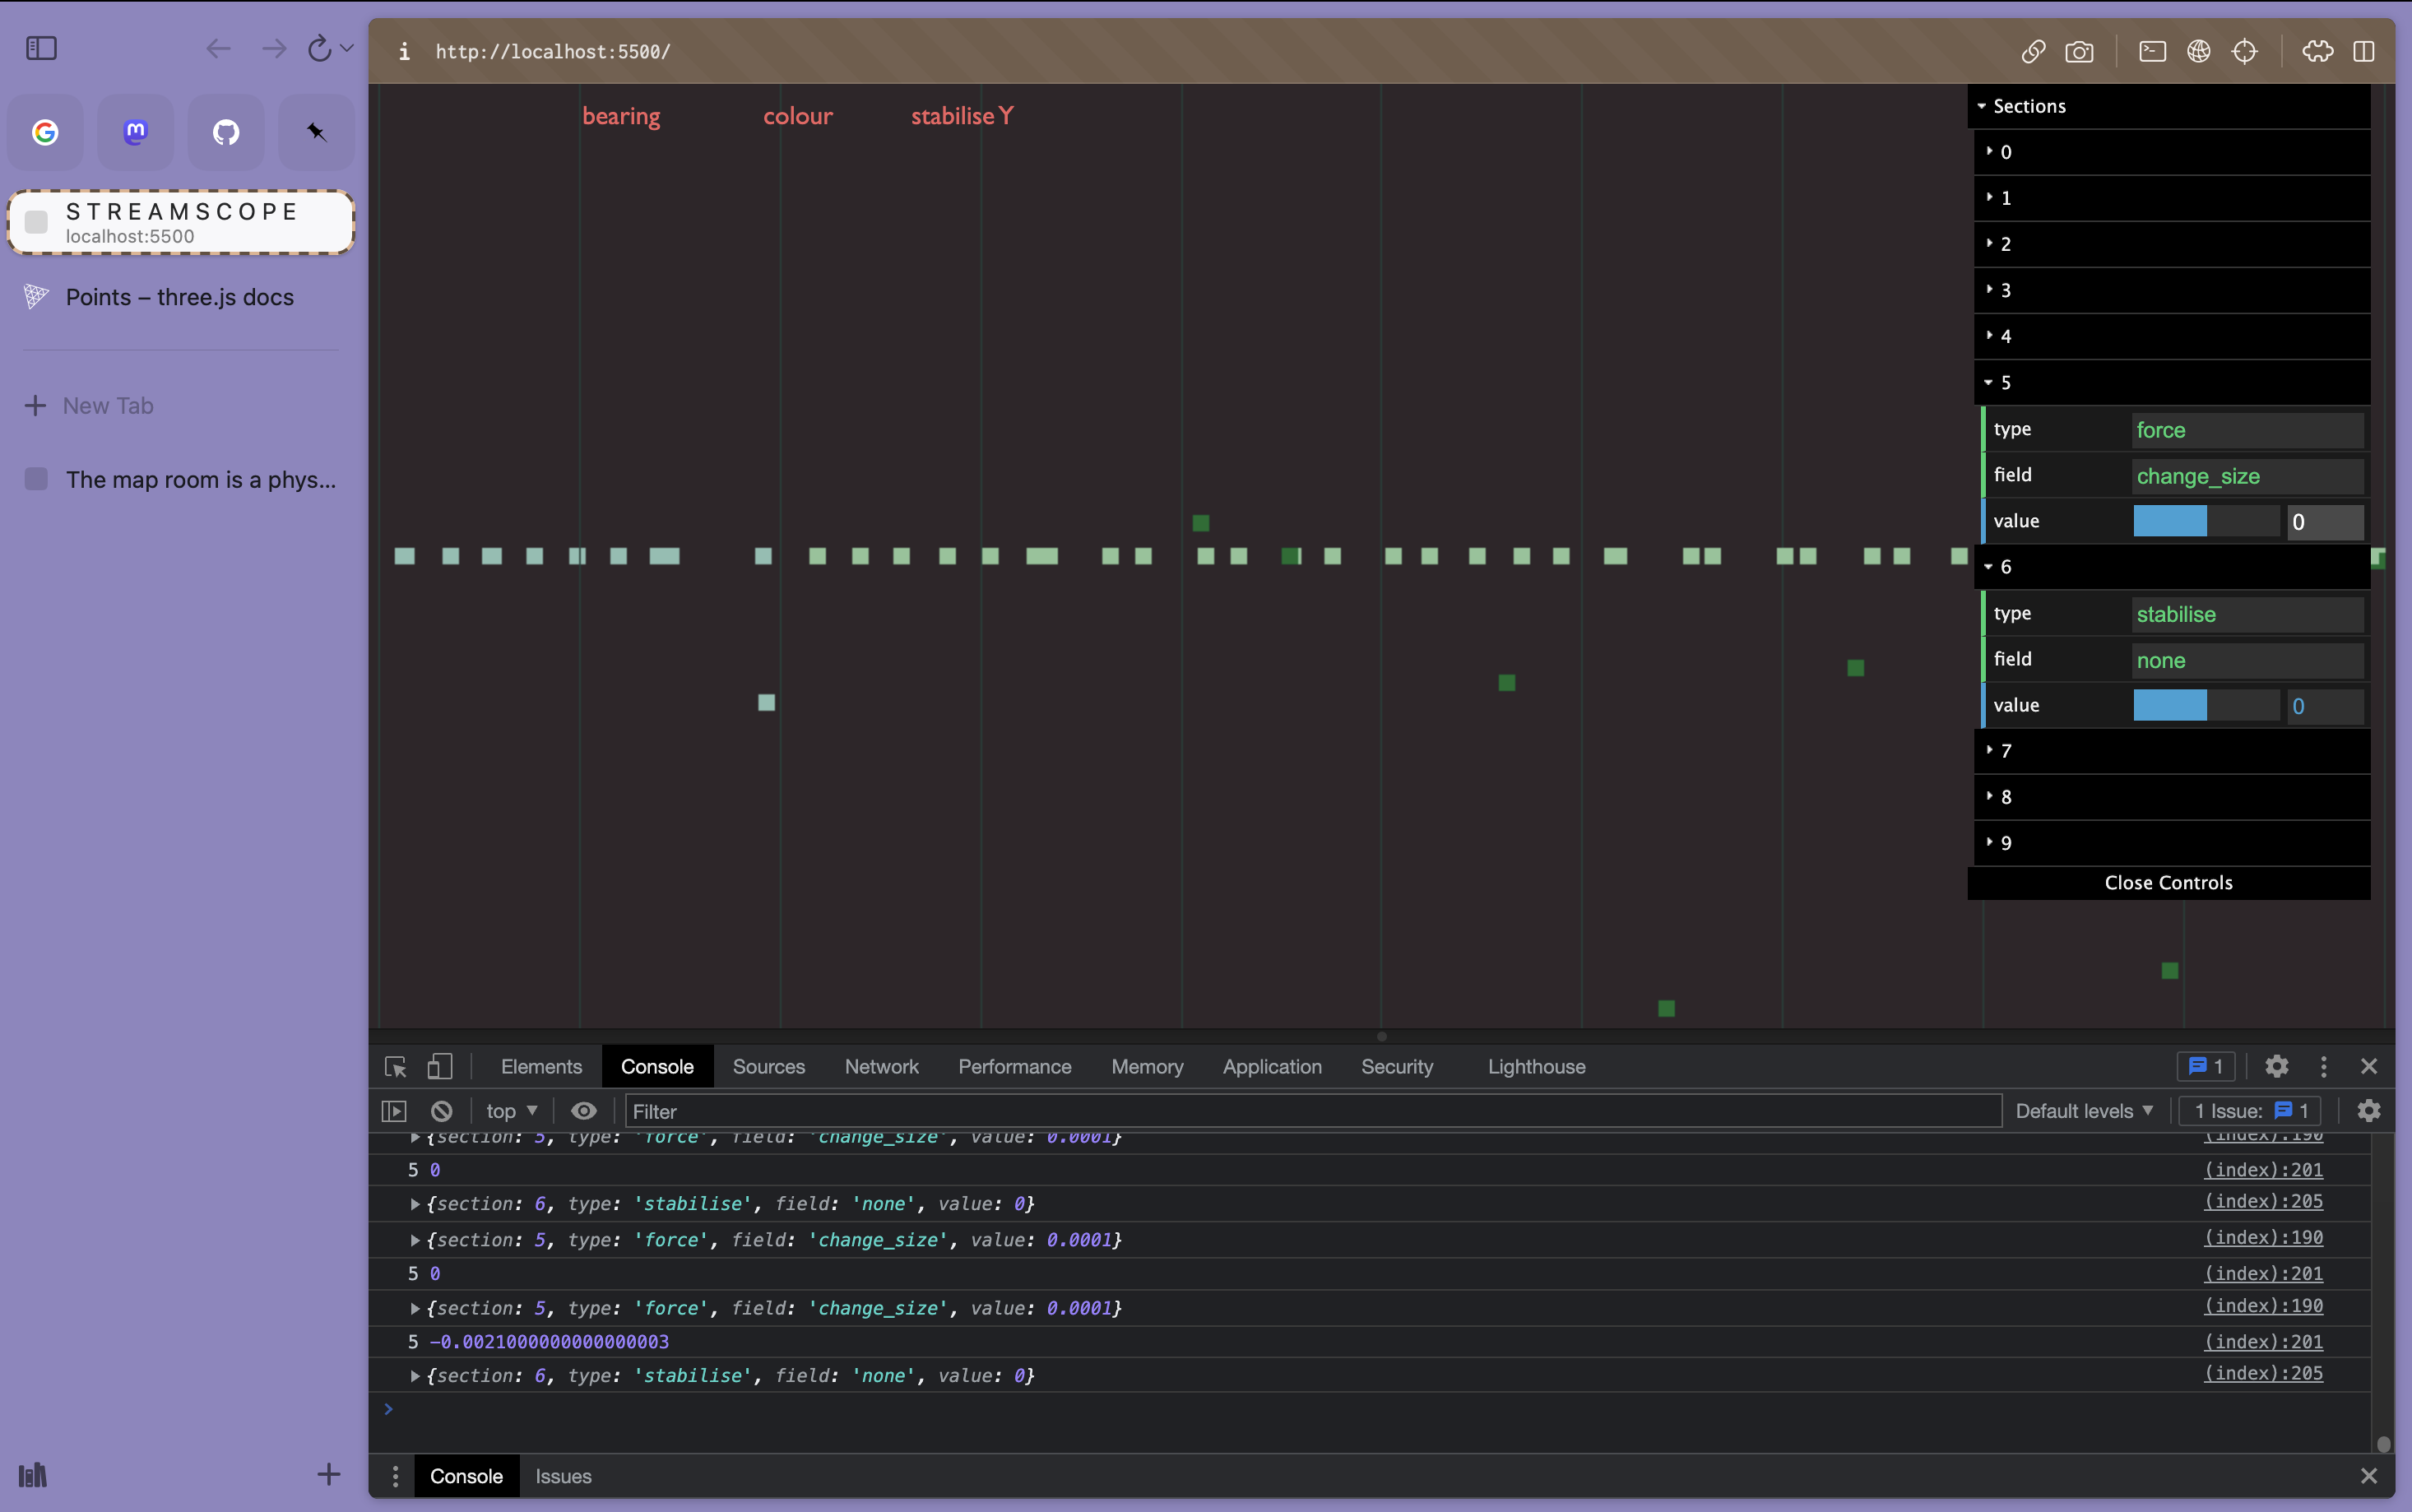 http://localhost:5500/
S T R E A M S C O P E
localhost:5500
Points – three.js docs
New Tab
The map room is a phys...
bearing colour stabilise Y
Sections
0
1
2
3
4
5
type force
field change_size
value 0
6
type stabilise
field none
value 0
7
8
9
Close Controls
Elements Console Sources Network Performance Memory Application Security Lighthouse 1
top Filter Default levels 1 Issue: 1
{section: 5, type: 'force', field: 'change_size', value: 0.0001} (index):190
5 0 (index):201
{section: 6, type: 'stabilise', field: 'none', value: 0} (index):205
{section: 5, type: 'force', field: 'change_size', value: 0.0001} (index):190
5 0 (index):201
{section: 5, type: 'force', field: 'change_size', value: 0.0001} (index):190
5 -0.0021000000000000003 (index):201
{section: 6, type: 'stabilise', field: 'none', value: 0} (index):205
Console Issues